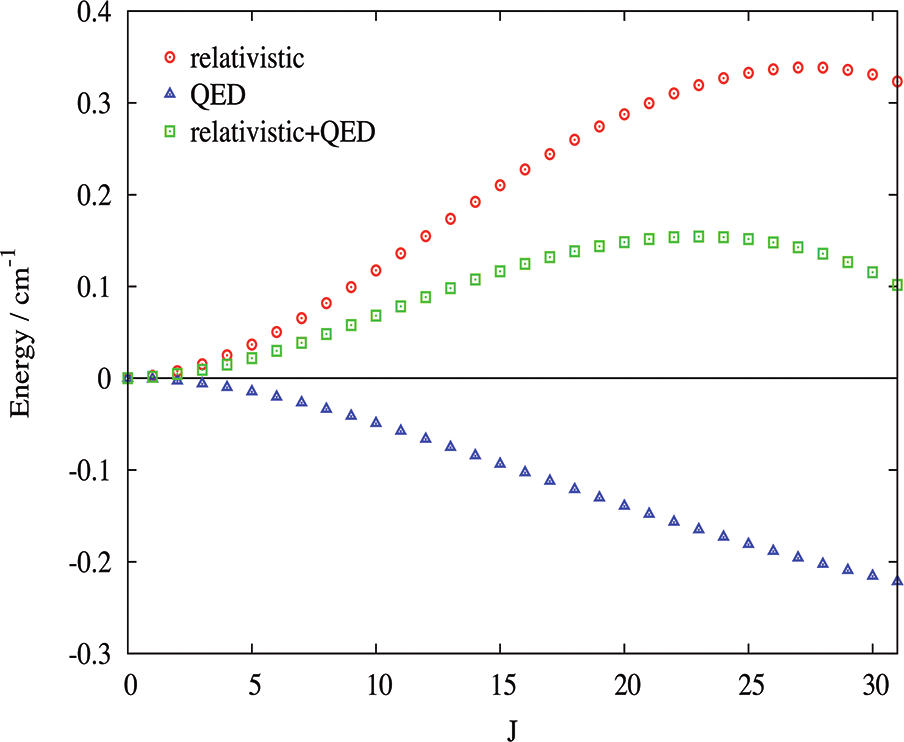 0.4
relativistic
QED
relativistic+QED
0.3
0.2
0.1
0
-0.1
-0.2
-0.3
Energy / cm-1
0 5 10 15 20 25 30
J